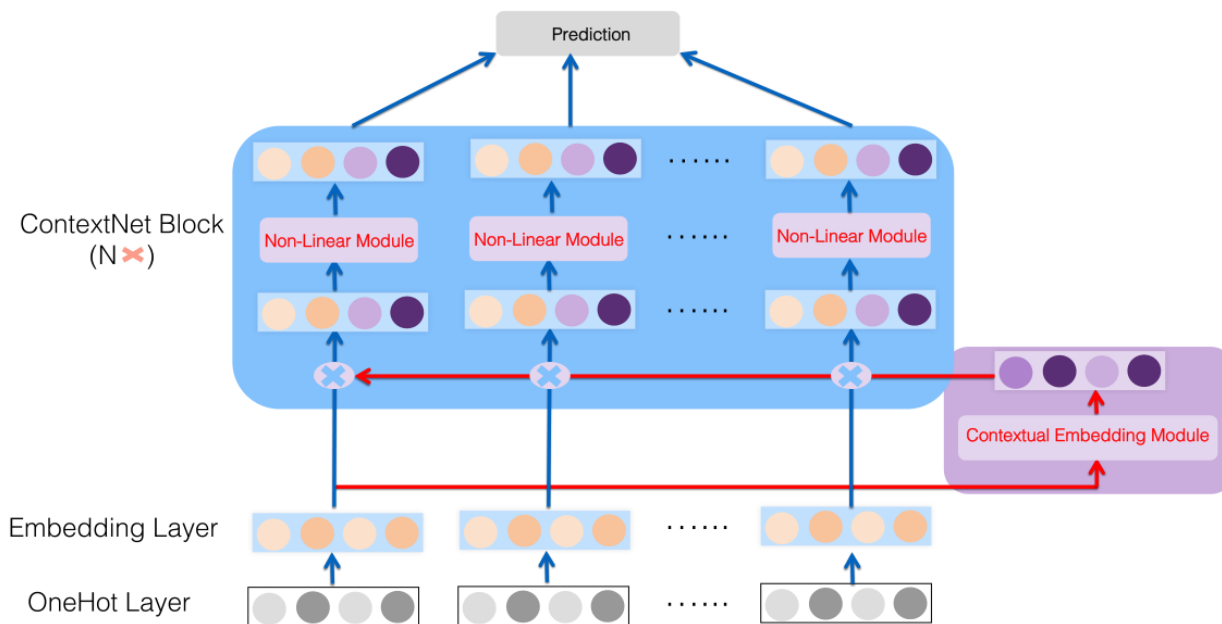 Prediction
......
ContextNet Block
(N✖)
Non-Linear Module
Non-Linear Module
......
Non-Linear Module
......
Contextual Embedding Module
Embedding Layer
......
OneHot Layer
......